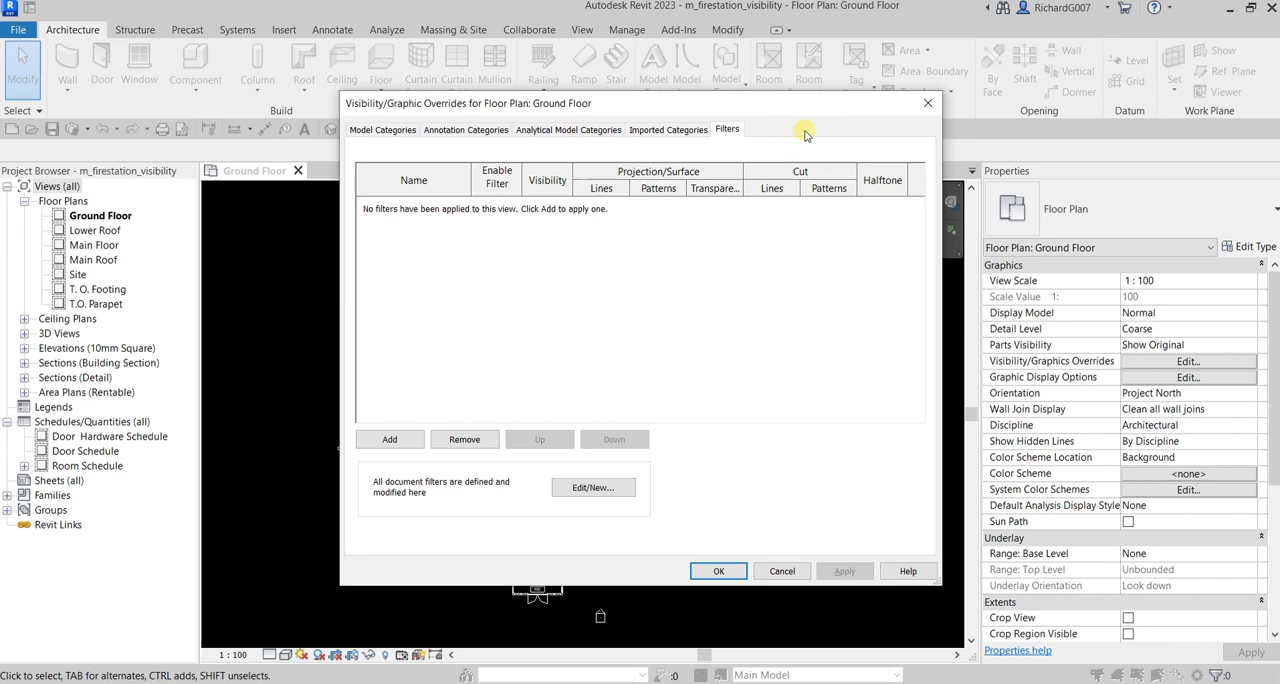 Autodesk Revit 2023 - m_firestation_visibility - Floor Plan: Ground Floor
RichardG007
File Architecture Structure Precast Systems Insert Annotate Analyze Massing & Site Collaborate View Manage Add-Ins Modify
Modify Wall Door Window Component Column Roof Ceiling Floor Curtain Curtain Mullion Railing Ramp Stair Model Model Model Room Room Tag
Area
Area Boundary
By Face
Shaft
Wall
Vertical
Dormer
Level
Grid
Set
Show
Ref Plane
Viewer
Select Build Opening Datum Work Plane
Project Browser - m_firestation_visibility
Views (all)
Floor Plans
Ground Floor
Lower Roof
Main Floor
Main Roof
Site
T. O. Footing
T.O. Parapet
Ceiling Plans
3D Views
Elevations (10mm Square)
Sections (Building Section)
Sections (Detail)
Area Plans (Rentable)
Legends
Schedules/Quantities (all)
Door Hardware Schedule
Door Schedule
Room Schedule
Sheets (all)
Families
Groups
Revit Links
Ground Floor
Visibility/Graphic Overrides for Floor Plan: Ground Floor
Model Categories Annotation Categories Analytical Model Categories Imported Categories Filters
Name Enable Filter Visibility Projection/Surface Cut Halftone
Lines Patterns Transpare... Lines Patterns
No filters have been applied to this view. Click Add to apply one.
Add Remove Up Down
All document filters are defined and
modified here
Edit/New...
OK Cancel Apply Help
Properties
Floor Plan
Floor Plan: Ground Floor Edit Type
Graphics
View Scale 1 : 100
Scale Value 1: 100
Display Model Normal
Detail Level Coarse
Parts Visibility Show Original
Visibility/Graphics Overrides Edit...
Graphic Display Options Edit...
Orientation Project North
Wall Join Display Clean all wall joins
Discipline Architectural
Show Hidden Lines By Discipline
Color Scheme Location Background
Color Scheme <none>
System Color Schemes Edit...
Default Analysis Display Style None
Sun Path
Underlay
Range: Base Level None
Range: Top Level Unbounded
Underlay Orientation Look down
Extents
Crop View
Crop Region Visible
Properties help Apply
1 : 100
Click to select, TAB for alternates, CTRL adds, SHIFT unselects.
:0 Main Model :0